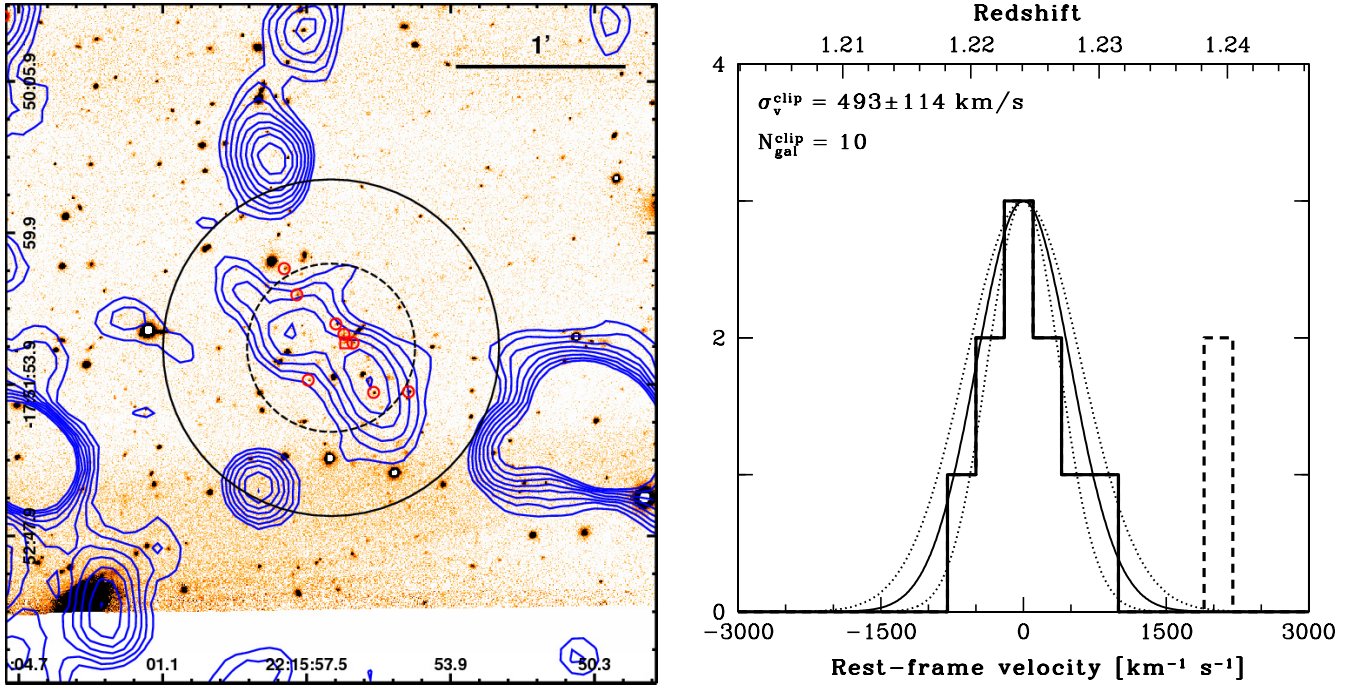 1'
50:05.9
59.9
-17:51:53.9
52:47.9
:04.7 01.1 22:15:57.5 53.9 50.3
Redshift
1.21 1.22 1.23 1.24
4
σ_v^clip = 493±114 km/s
N_gal^clip = 10
2
0
−3000 −1500 0 1500 3000
Rest−frame velocity [km⁻¹ s⁻¹]